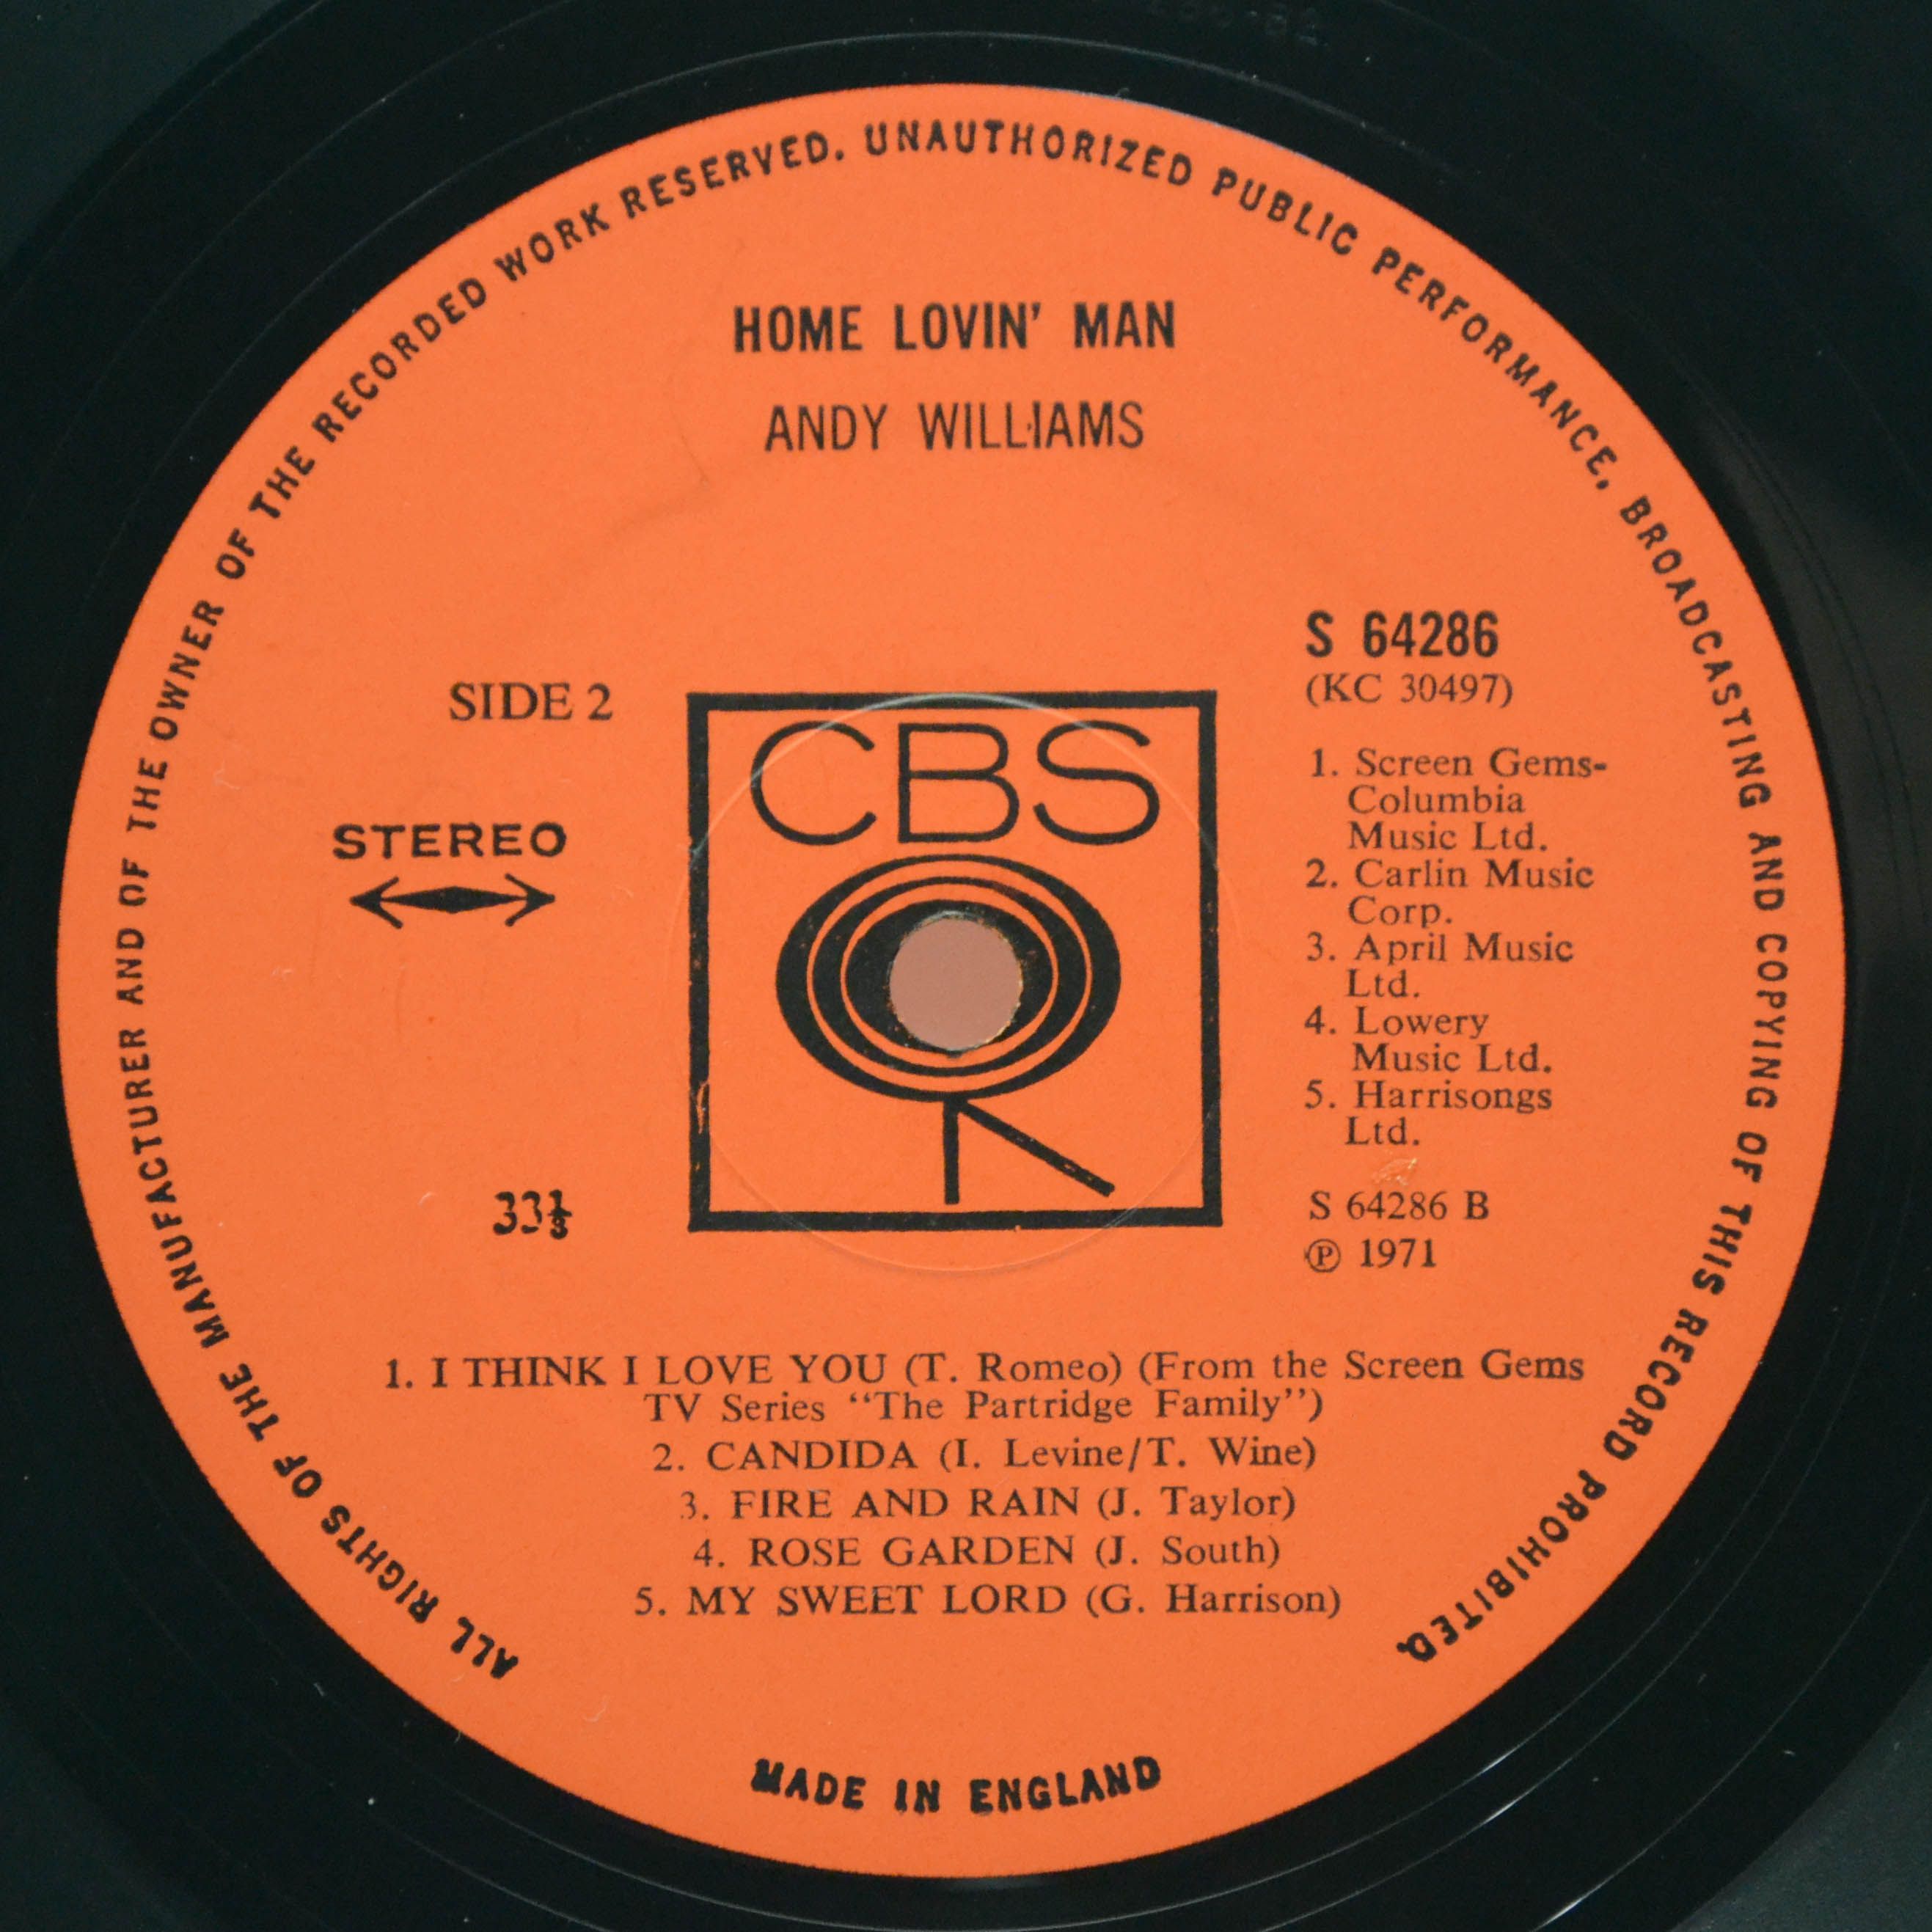 ALL RIGHTS OF THE MANUFACTURER AND OF THE OWNER OF THE RECORDED WORK RESERVED. UNAUTHORIZED PUBLIC PERFORMANCE, BROADCASTING AND COPYING OF THIS RECORD PROHIBITED.
HOME LOVIN' MAN
ANDY WILLIAMS
SIDE 2
STEREO
33⅓
CBS
S 64286
(KC 30497)
1. Screen Gems-
Columbia
Music Ltd.
2. Carlin Music
Corp.
3. April Music
Ltd.
4. Lowery
Music Ltd.
5. Harrisongs
Ltd.
S 64286 B
Ⓟ 1971
1. I THINK I LOVE YOU (T. Romeo) (From the Screen Gems
TV Series “The Partridge Family”)
2. CANDIDA (I. Levine/T. Wine)
3. FIRE AND RAIN (J. Taylor)
4. ROSE GARDEN (J. South)
5. MY SWEET LORD (G. Harrison)
MADE IN ENGLAND